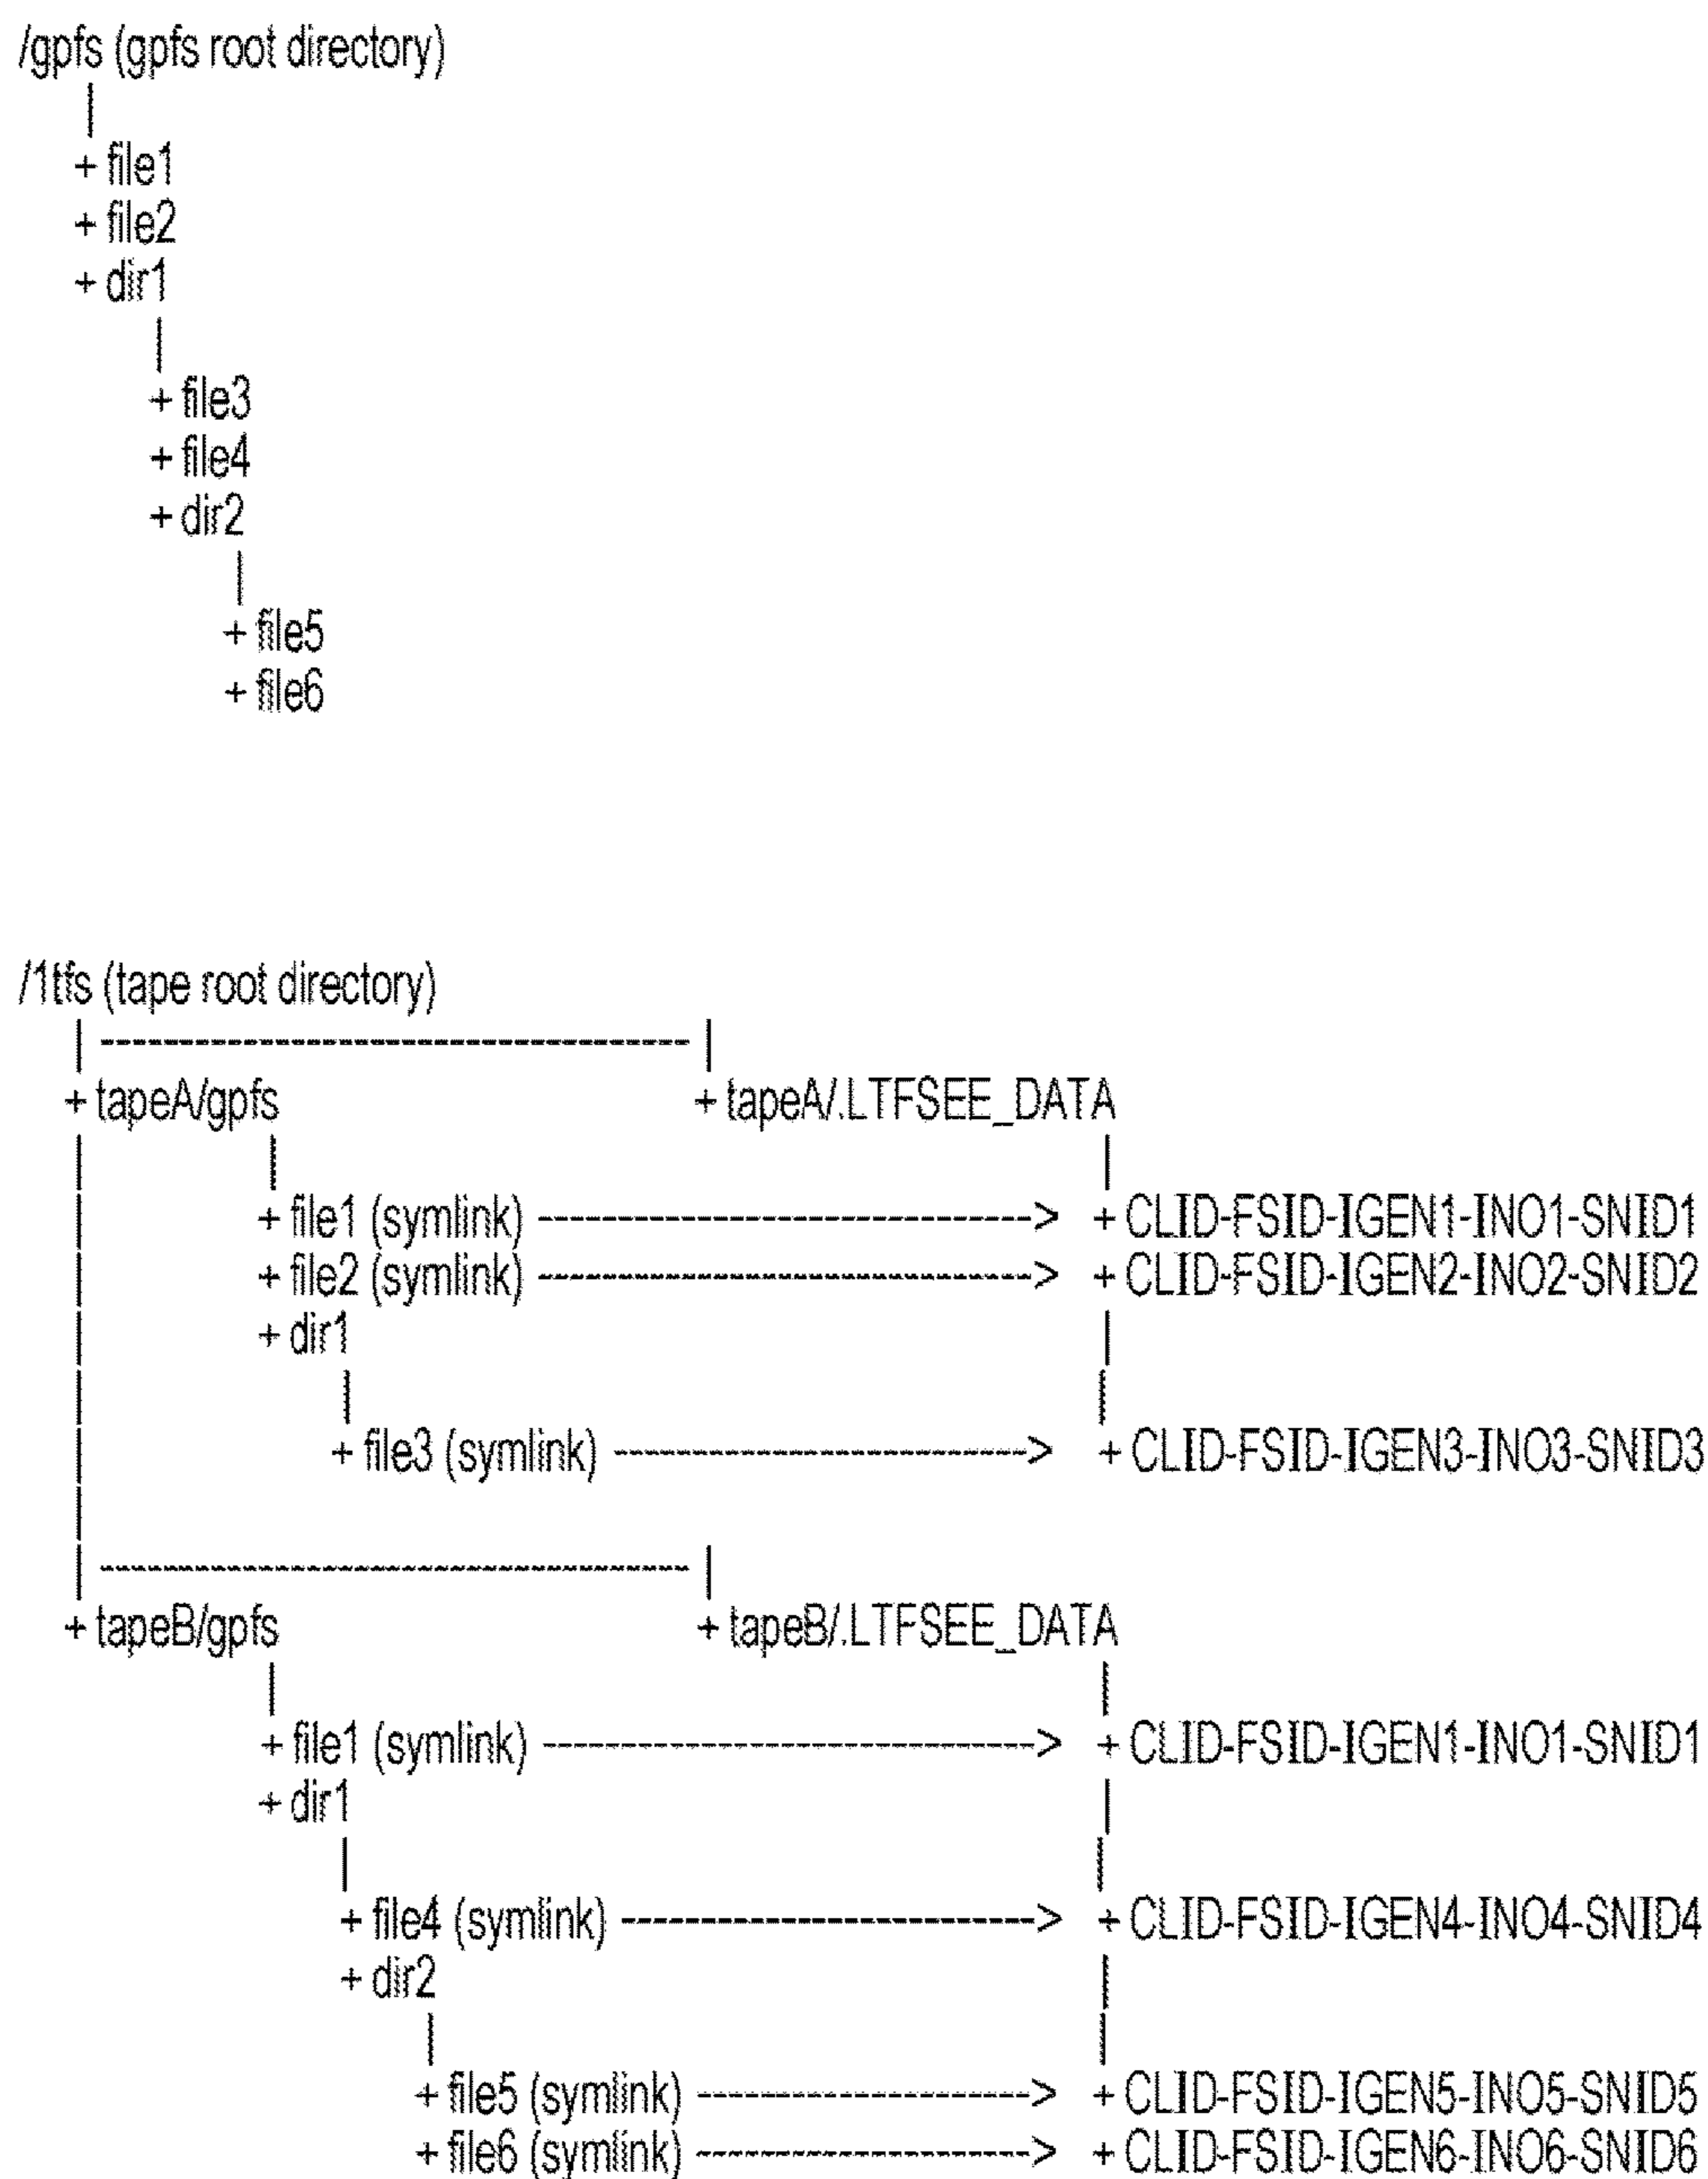 /gpfs (gpfs root directory)
|
+ file1
+ file2
+ dir1
|
+ file3
+ file4
+ dir2
|
+ file5
+ file6
/1tfs (tape root directory)
| -------------------------------------- |
+ tapeA/gpfs + tapeA/.LTFSEE_DATA
| | |
| + file1 (symlink) --------------------------------> + CLID-FSID-IGEN1-INO1-SNID1
| + file2 (symlink) --------------------------------> + CLID-FSID-IGEN2-INO2-SNID2
| + dir1 |
| | |
| + file3 (symlink) ---------------------------> + CLID-FSID-IGEN3-INO3-SNID3
|
| -------------------------------------- |
+ tapeB/gpfs + tapeB/.LTFSEE_DATA
| |
+ file1 (symlink) --------------------------------> + CLID-FSID-IGEN1-INO1-SNID1
+ dir1 |
| |
+ file4 (symlink) ---------------------------> + CLID-FSID-IGEN4-INO4-SNID4
+ dir2 |
| |
+ file5 (symlink) ----------------------> + CLID-FSID-IGEN5-INO5-SNID5
+ file6 (symlink) ----------------------> + CLID-FSID-IGEN6-INO6-SNID6